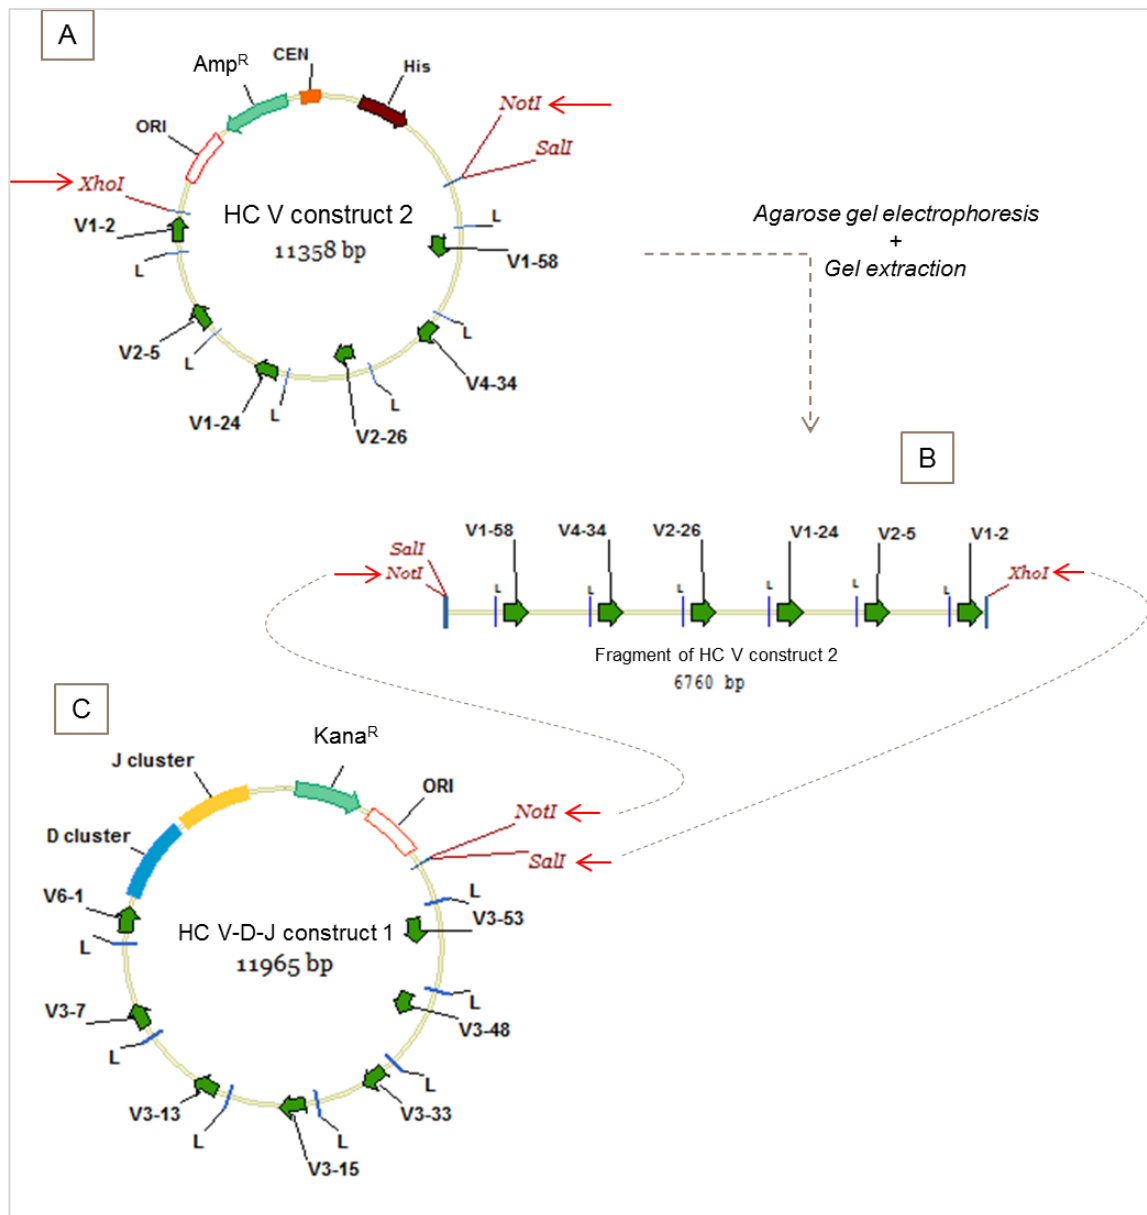 A
Amp^R
CEN
His
NotI
SalI
ORI
XhoI
V1-2
L
HC V construct 2
11358 bp
L
V1-58
V2-5
L
V1-24
L
V2-26
L
V4-34
L
Agarose gel electrophoresis
+
Gel extraction
B
V1-58
V4-34
V2-26
V1-24
V2-5
V1-2
SalI
NotI
XhoI
L
L
L
L
L
L
Fragment of HC V construct 2
6760 bp
C
Kana^R
J cluster
ORI
D cluster
NotI
SalI
V6-1
L
HC V-D-J construct 1
11965 bp
L
V3-53
L
V3-48
V3-7
L
L
V3-33
V3-13
L
L
V3-15